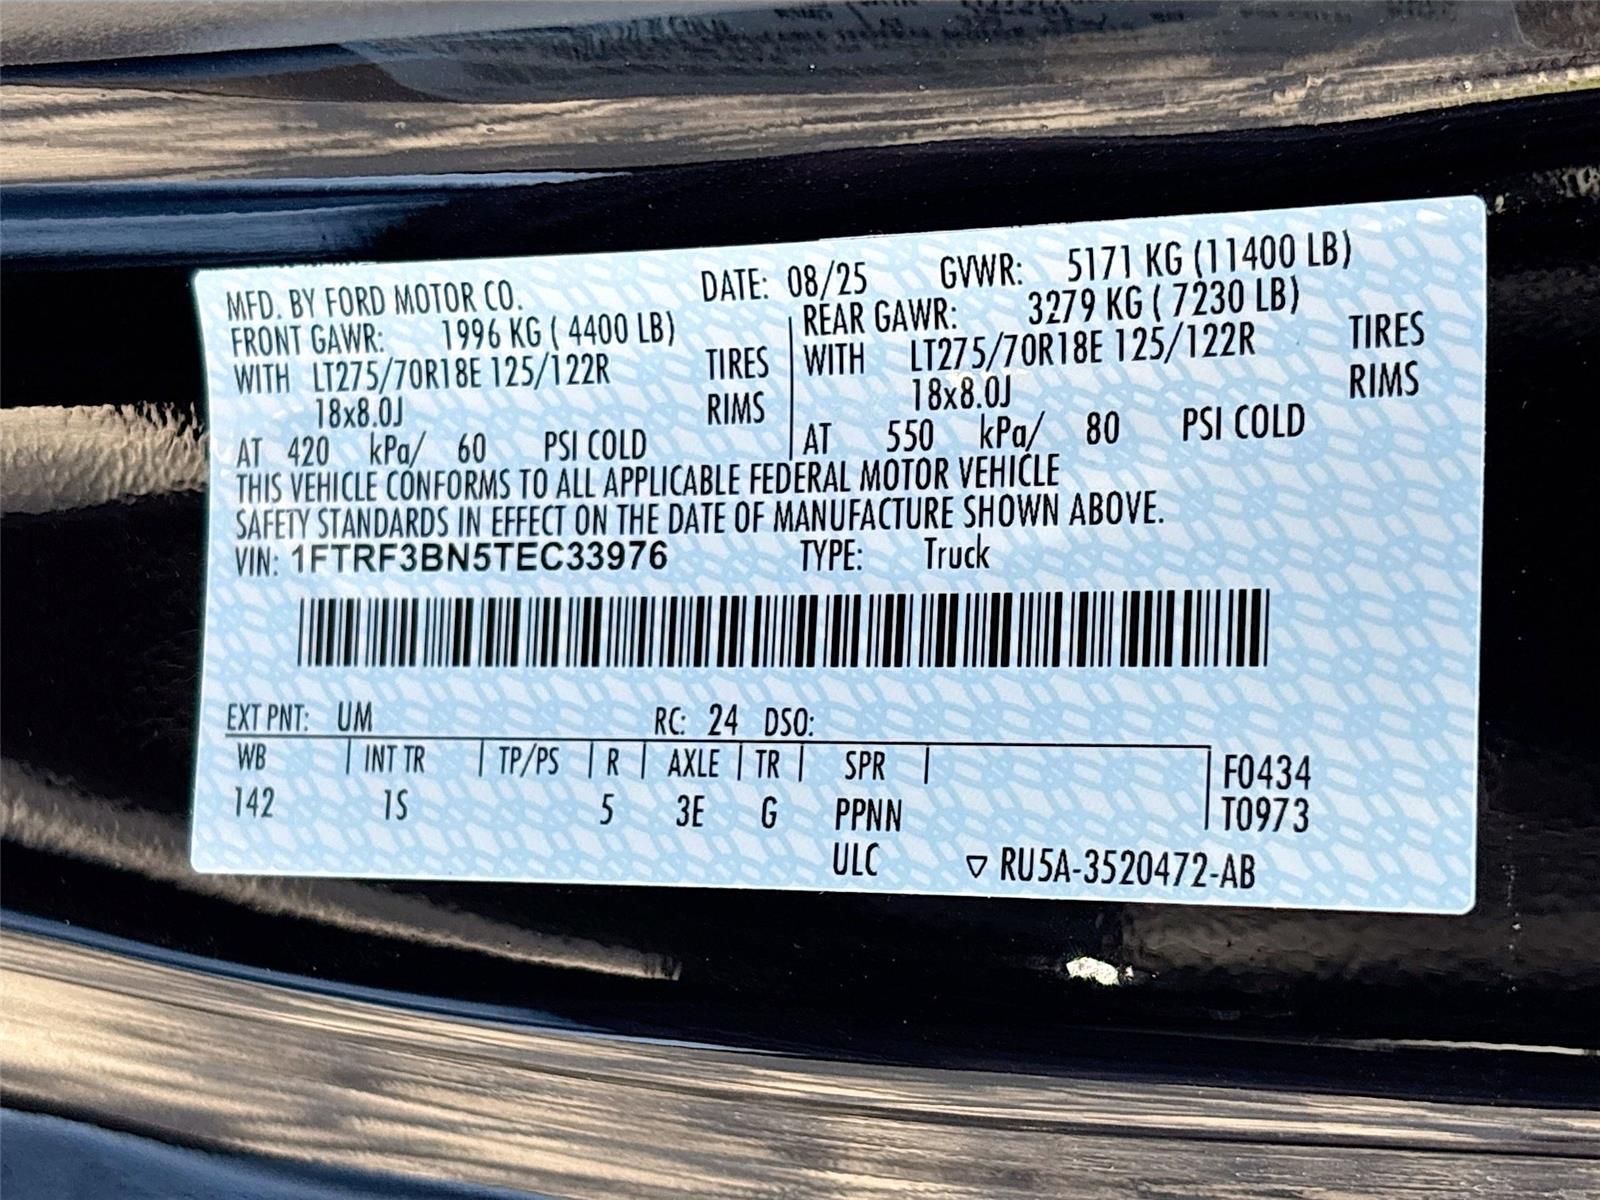 MFD. BY FORD MOTOR CO. DATE: 08/25 GVWR: 5171 KG (11400 LB)
FRONT GAWR: 1996 KG ( 4400 LB) REAR GAWR: 3279 KG ( 7230 LB)
WITH LT275/70R18E 125/122R TIRES WITH LT275/70R18E 125/122R TIRES
18x8.0J RIMS 18x8.0J RIMS
AT 420 kPa/ 60 PSI COLD AT 550 kPa/ 80 PSI COLD
THIS VEHICLE CONFORMS TO ALL APPLICABLE FEDERAL MOTOR VEHICLE
SAFETY STANDARDS IN EFFECT ON THE DATE OF MANUFACTURE SHOWN ABOVE.
VIN: 1FTRF3BN5TEC33976 TYPE: Truck
EXT PNT: UM RC: 24 DSO:
WB INT TR TP/PS R AXLE TR SPR F0434
142 1S 5 3E G PPNN T0973
ULC ▽ RU5A-3520472-AB